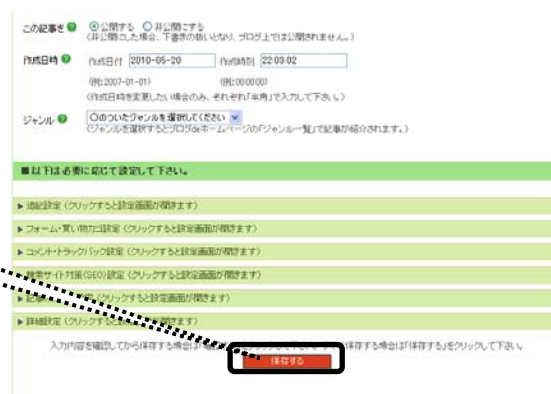 この記事を ◉公開する ○非公開にする
(非公開にした場合、下書きの扱いとなり、ブログ上では公開されません。)
作成日時 作成日付 2010-05-20 作成時刻 22:09:02
(例:2007-01-01) (例:00:00:00)
(作成日時を変更したい場合のみ、それぞれ「半角」で入力して下さい。)
ジャンル ○のついたジャンルを選択してください
(ジャンルを選択するとブログdeホームページの「ジャンル一覧」で記事が紹介されます。)
■以下は必要に応じて設定して下さい。
▶追記設定(クリックすると設定画面が開きます)
▶フォーム・買い物カゴ設定(クリックすると設定画面が開きます)
▶コメント・トラックバック設定(クリックすると設定画面が開きます)
検索サイト対策(SEO)設定(クリックすると設定画面が開きます)
▶記事 (クリックすると設定画面が開きます)
▶詳細設定(クリックすると設定画面が開きます)
入力内容を確認してから保存する場合は 保存する場合は「保存する」をクリックして下さい。
保存する